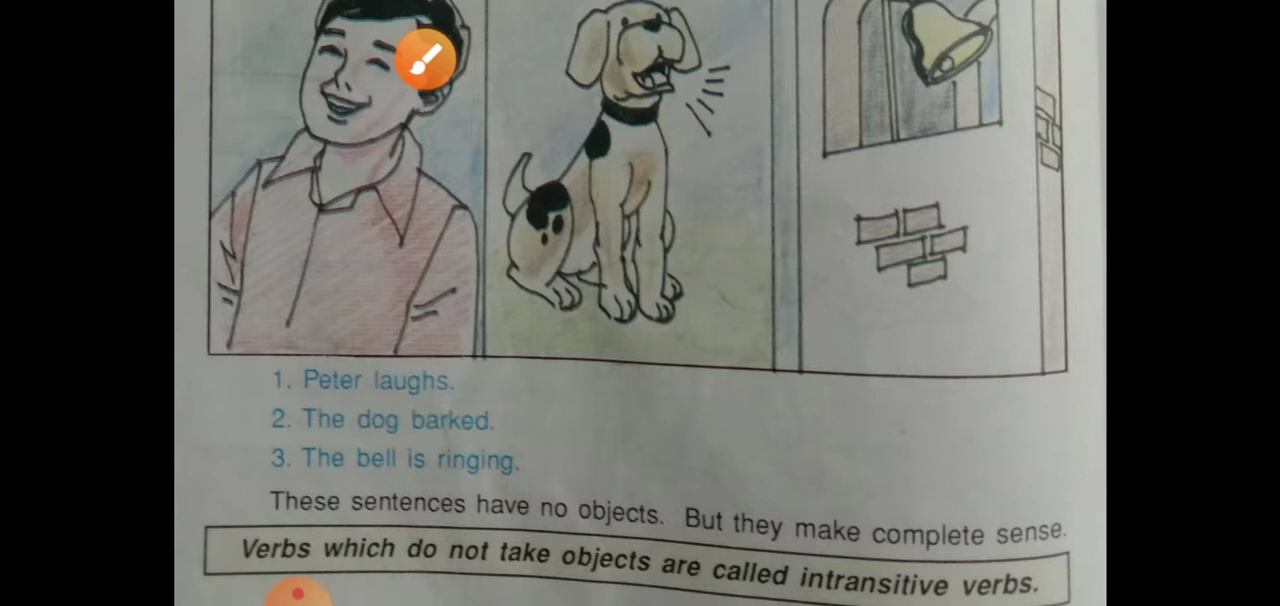 1. Peter laughs.
2. The dog barked.
3. The bell is ringing.
These sentences have no objects. But they make complete sense.
Verbs which do not take objects are called intransitive verbs.